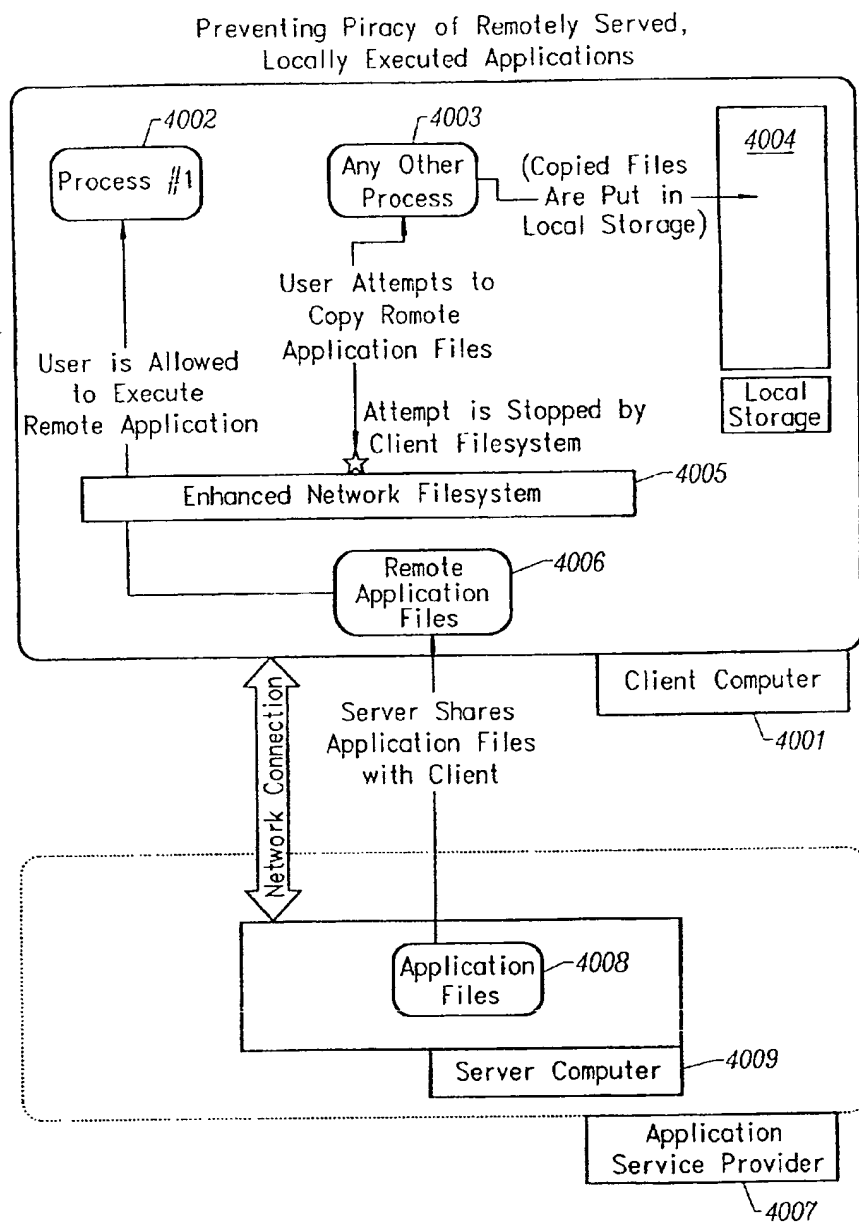 Preventing Piracy of Remotely Served,
Locally Executed Applications
4002
Process #1
4003
Any Other
Process
(Copied Files
Are Put in
Local Storage)
4004
Local
Storage
User Attempts to
Copy Romote
Application Files
User is Allowed
to Execute
Remote Application
Attempt is Stopped by
Client Filesystem
Enhanced Network Filesystem
4005
Remote
Application
Files
4006
Client Computer
4001
Network Connection
Server Shares
Application Files
with Client
Application
Files
4008
Server Computer
4009
Application
Service Provider
4007